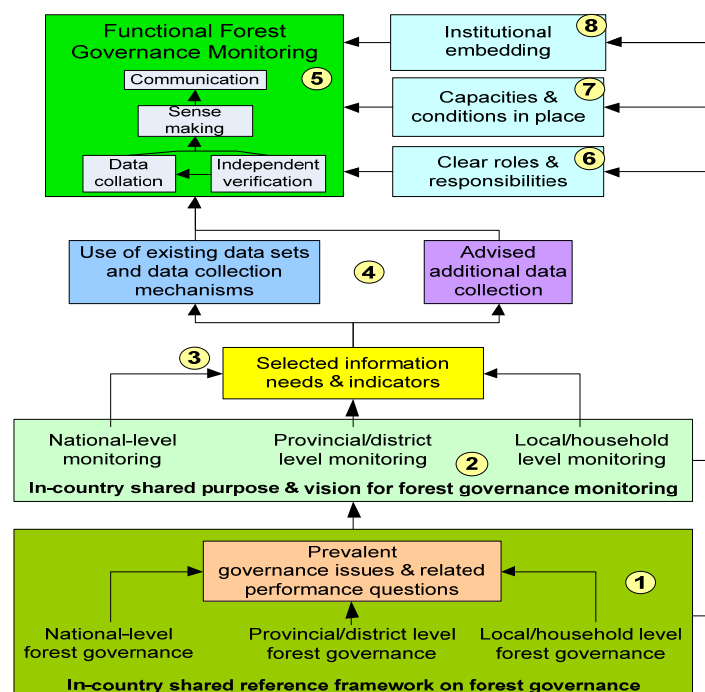 Functional Forest
Governance Monitoring
5
Communication
Sense
making
Data
collation
Independent
verification
Institutional
embedding
8
Capacities &
conditions in place
7
Clear roles &
responsibilities
6
Use of existing data sets
and data collection
mechanisms
4
Advised
additional data
collection
3
Selected information
needs & indicators
National-level
monitoring
Provincial/district
level monitoring
Local/household
level monitoring
2
In-country shared purpose & vision for forest governance monitoring
Prevalent
governance issues & related
performance questions
1
National-level
forest governance
Provincial/district level
forest governance
Local/household level
forest governance
In-country shared reference framework on forest governance